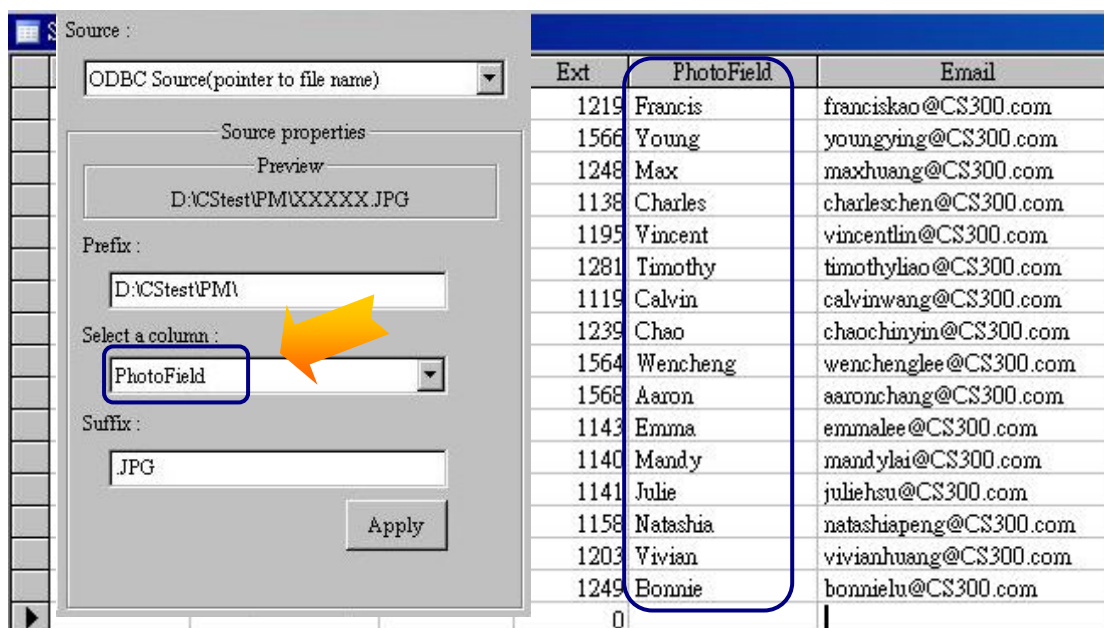 S
Source :
ODBC Source(pointer to file name)
Source properties
Preview
D:\CStest\PM\XXXXX.JPG
Prefix :
D:\CStest\PM\
Select a column :
PhotoField
Suffix :
.JPG
Apply
Ext PhotoField Email
1219 Francis franciskao@CS300.com
1566 Young youngying@CS300.com
1248 Max maxhuang@CS300.com
1138 Charles charleschen@CS300.com
1195 Vincent vincentlin@CS300.com
1281 Timothy timothyliao@CS300.com
1119 Calvin calvinwang@CS300.com
1239 Chao chaochinyin@CS300.com
1564 Wencheng wenchenglee@CS300.com
1568 Aaron aaronchang@CS300.com
1143 Emma emmalee@CS300.com
1140 Mandy mandylai@CS300.com
1141 Julie juliehsu@CS300.com
1158 Natashia natashiapeng@CS300.com
1203 Vivian vivianhuang@CS300.com
1249 Bonnie bonnielu@CS300.com
0